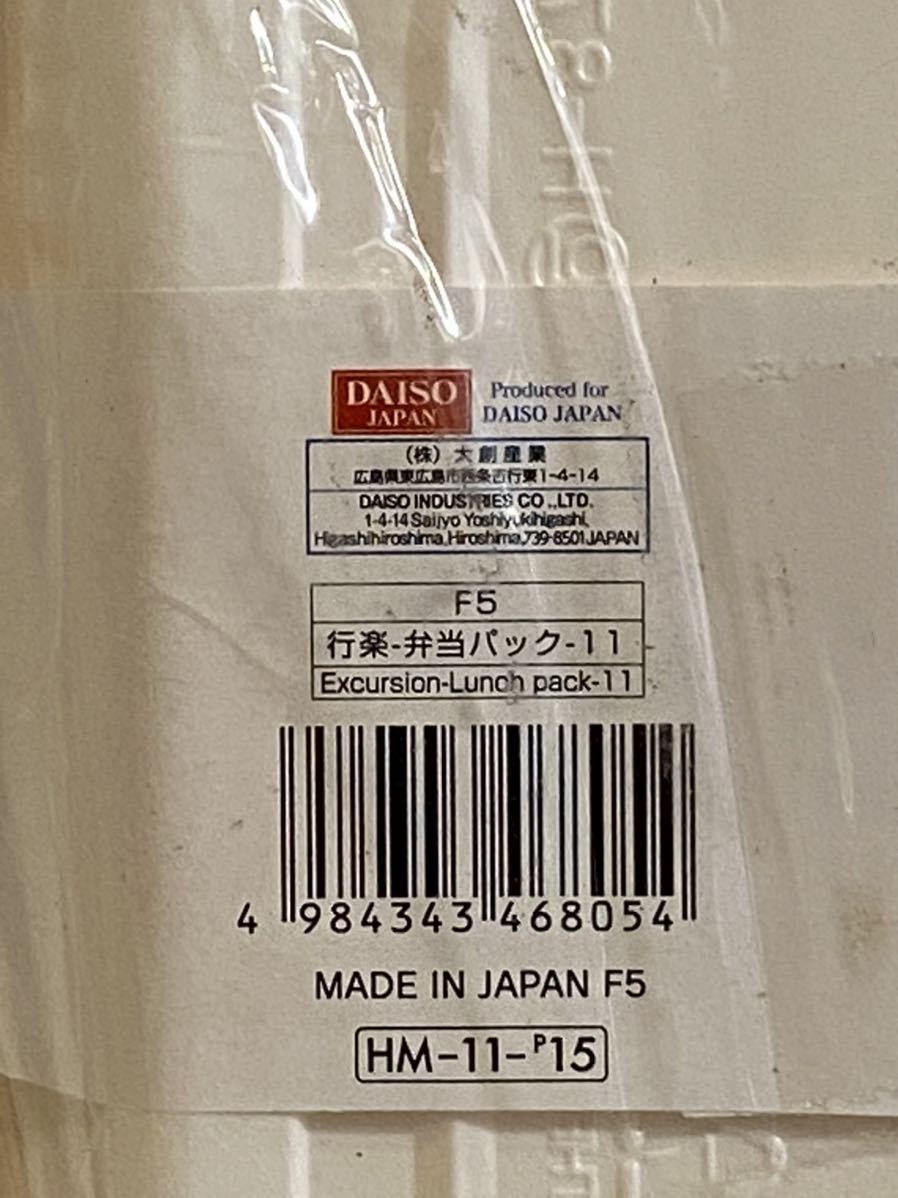 DAISO
JAPAN
Produced for
DAISO JAPAN
(株)大創産業
広島県東広島市西条吉行東1-4-14
DAISO INDUSTRIES CO.,LTD.
1-4-14 Saijyo Yoshiyukihigashi,
Higashihiroshima,Hiroshima,739-8501JAPAN
F5
行楽-弁当パック-11
Excursion-Lunch pack-11
4 984343 468054
MADE IN JAPAN F5
HM-11-P15